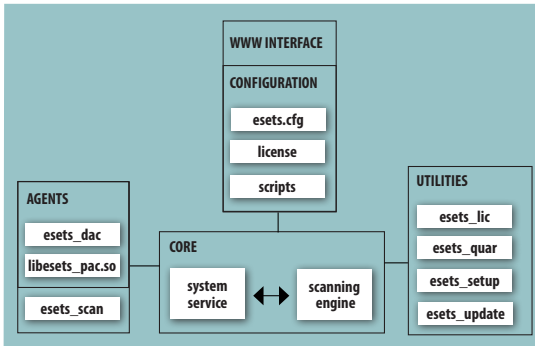 WWW INTERFACE
CONFIGURATION
esets.cfg
license
scripts
AGENTS
esets_dac
libesets_pac.so
esets_scan
CORE
system
service
scanning
engine
UTILITIES
esets_lic
esets_quar
esets_setup
esets_update